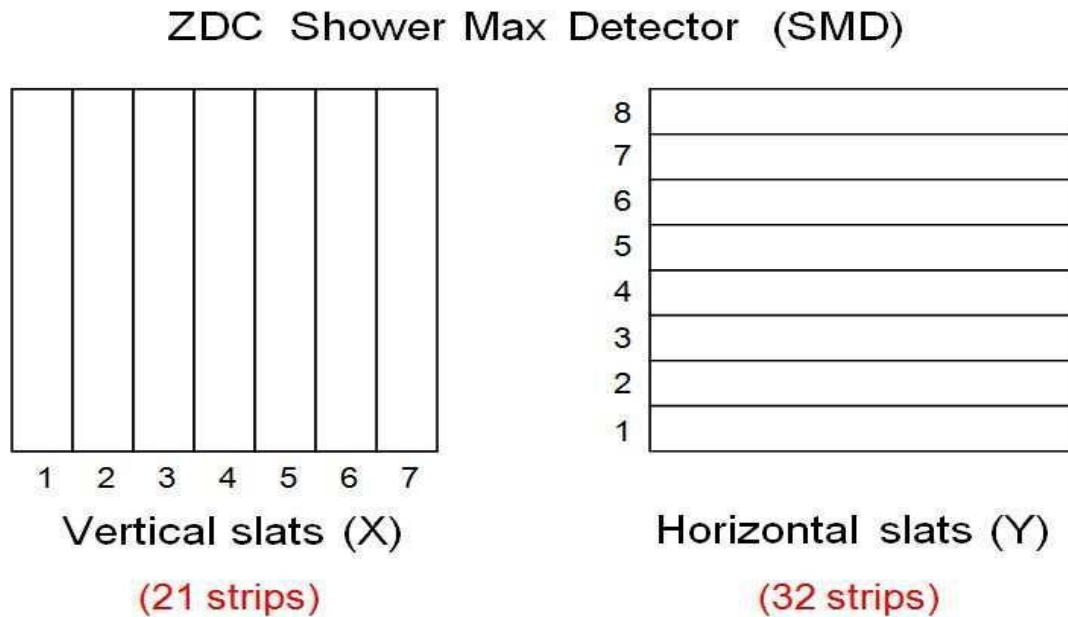 ZDC Shower Max Detector (SMD)
1 2 3 4 5 6 7
Vertical slats (X)
(21 strips)
8
7
6
5
4
3
2
1
Horizontal slats (Y)
(32 strips)